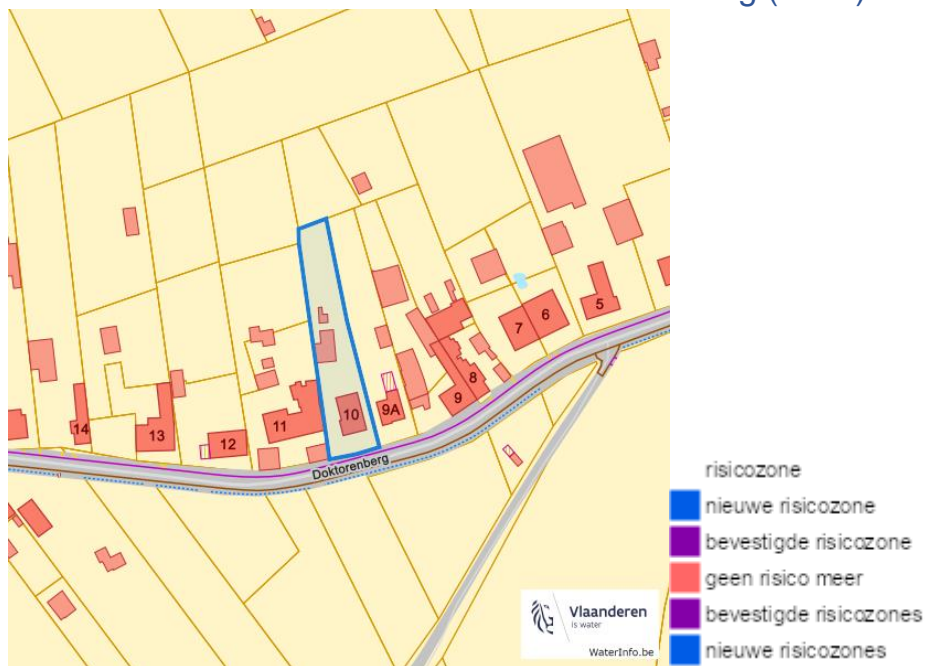 5
6
7
8
9
9A
10
11
12
13
14
Doktorenberg
Vlaanderen
is water
WaterInfo.be
risicozone
nieuwe risicozone
bevestigde risicozone
geen risico meer
bevestigde risicozones
nieuwe risicozones